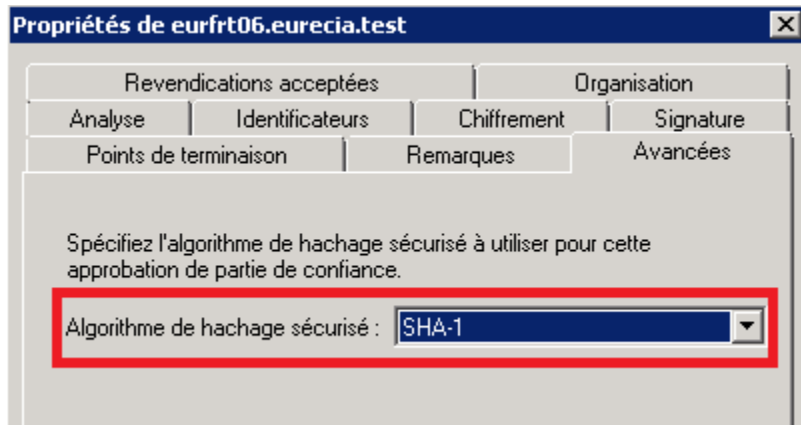 Propriétés de eurfrt06.eurecia.test
Revendications acceptées Organisation
Analyse Identificateurs Chiffrement Signature
Points de terminaison Remarques Avancées
Spécifiez l'algorithme de hachage sécurisé à utiliser pour cette
approbation de partie de confiance.
Algorithme de hachage sécurisé : SHA-1